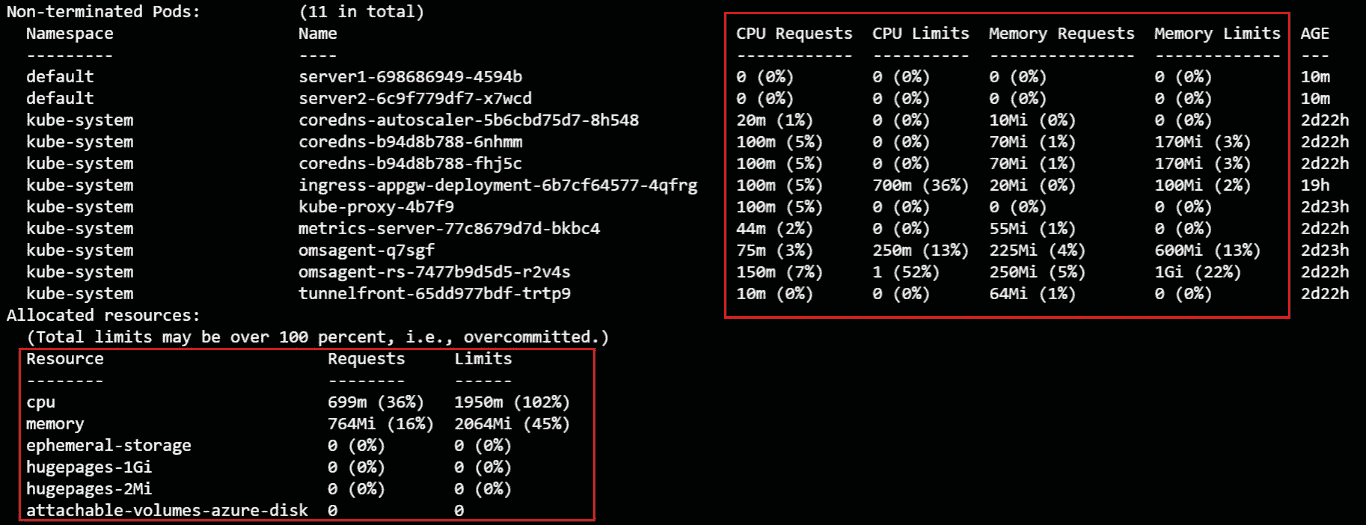 Non-terminated Pods:          (11 in total)
  Namespace                   Name                                      CPU Requests  CPU Limits  Memory Requests  Memory Limits  AGE
  ---------                   ----                                      ------------  ----------  ---------------  -------------  ---
  default                     server1-698686949-4594b                   0 (0%)        0 (0%)      0 (0%)           0 (0%)         10m
  default                     server2-6c9f779df7-x7wcd                  0 (0%)        0 (0%)      0 (0%)           0 (0%)         10m
  kube-system                 coredns-autoscaler-5b6cbd75d7-8h548       20m (1%)      0 (0%)      10Mi (0%)        0 (0%)         2d22h
  kube-system                 coredns-b94d8b788-6nhmm                   100m (5%)     0 (0%)      70Mi (1%)        170Mi (3%)     2d22h
  kube-system                 coredns-b94d8b788-fhj5c                   100m (5%)     0 (0%)      70Mi (1%)        170Mi (3%)     2d22h
  kube-system                 ingress-appgw-deployment-6b7cf64577-4qfrg 100m (5%)     700m (36%)  20Mi (0%)        100Mi (2%)     19h
  kube-system                 kube-proxy-4b7f9                          100m (5%)     0 (0%)      0 (0%)           0 (0%)         2d23h
  kube-system                 metrics-server-77c8679d7d-bkbc4           44m (2%)      0 (0%)      55Mi (1%)        0 (0%)         2d22h
  kube-system                 omsagent-q7sgf                            75m (3%)      250m (13%)  225Mi (4%)       600Mi (13%)    2d23h
  kube-system                 omsagent-rs-7477b9d5d5-r2v4s              150m (7%)     1 (52%)     250Mi (5%)       1Gi (22%)      2d22h
  kube-system                 tunnelfront-65dd977bdf-trtp9              10m (0%)      0 (0%)      64Mi (1%)        0 (0%)         2d22h
Allocated resources:
  (Total limits may be over 100 percent, i.e., overcommitted.)
  Resource                       Requests     Limits
  --------                       --------     ------
  cpu                            699m (36%)   1950m (102%)
  memory                         764Mi (16%)  2064Mi (45%)
  ephemeral-storage              0 (0%)       0 (0%)
  hugepages-1Gi                  0 (0%)       0 (0%)
  hugepages-2Mi                  0 (0%)       0 (0%)
  attachable-volumes-azure-disk  0            0